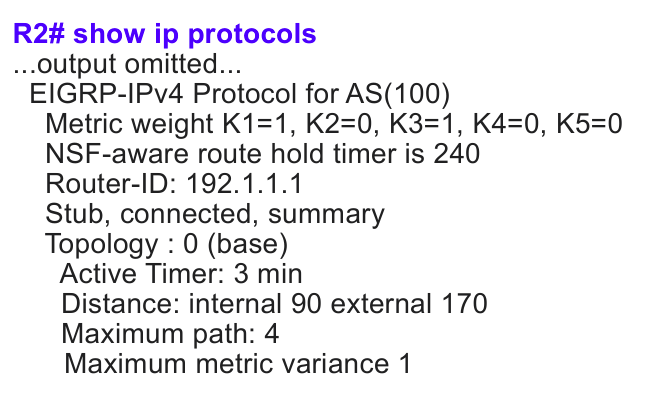 R2# show ip protocols
...output omitted...
EIGRP-IPv4 Protocol for AS(100)
Metric weight K1=1, K2=0, K3=1, K4=0, K5=0
NSF-aware route hold timer is 240
Router-ID: 192.1.1.1
Stub, connected, summary
Topology : 0 (base)
Active Timer: 3 min
Distance: internal 90 external 170
Maximum path: 4
Maximum metric variance 1